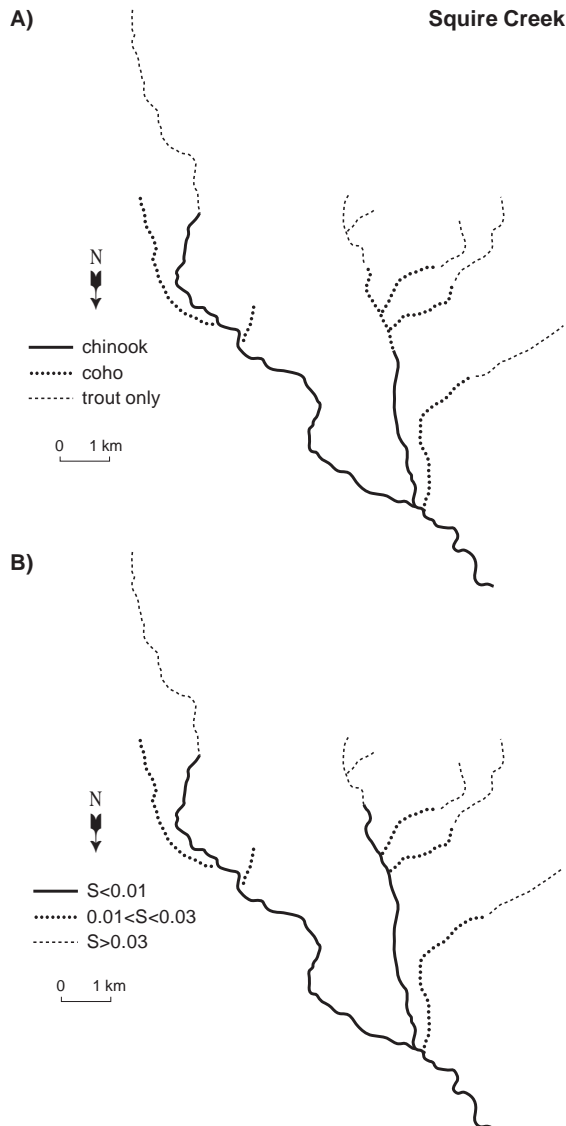 A) Squire Creek
N
chinook
coho
trout only
0 1 km
B)
N
S<0.01
0.01<S<0.03
S>0.03
0 1 km